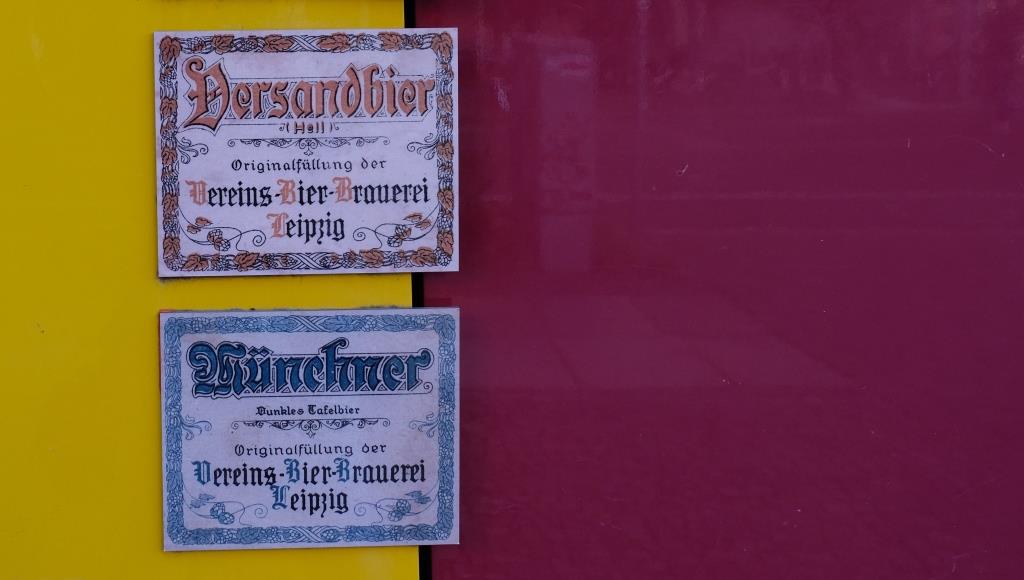 Versandbier
(Hell)
Originalfüllung der
Vereins-Bier-Brauerei
Leipzig
Münchner
Dunkles Tafelbier
Originalfüllung der
Vereins-Bier-Brauerei
Leipzig